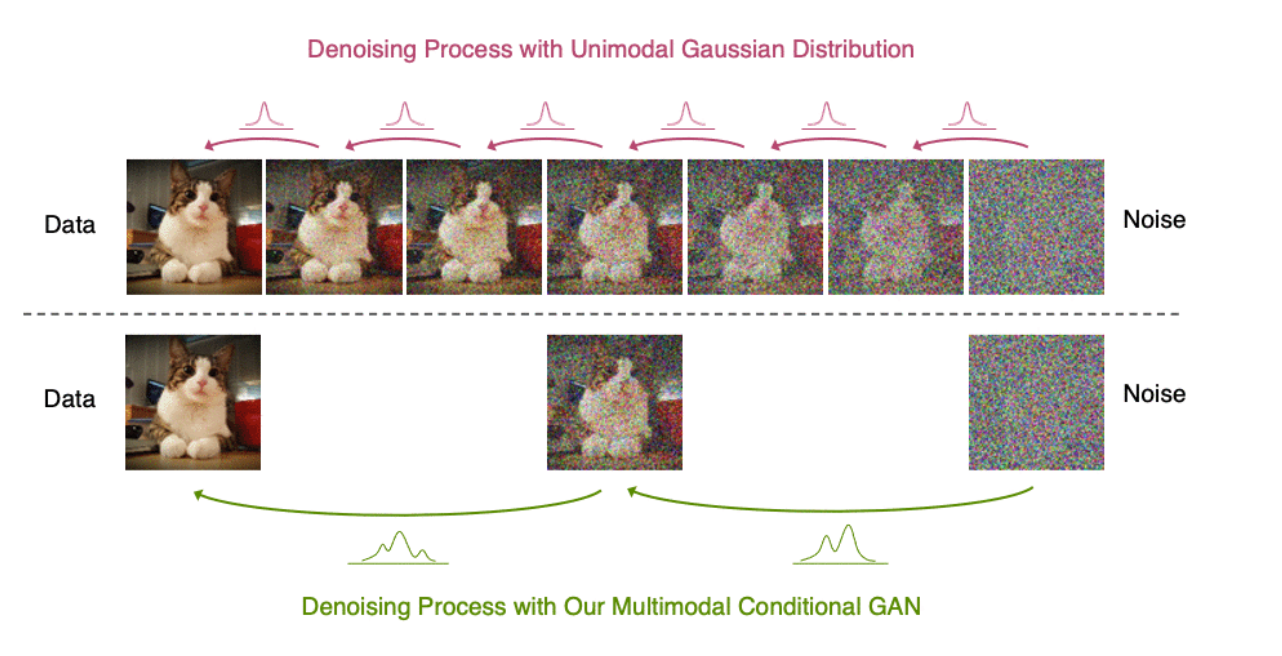 Denoising Process with Unimodal Gaussian Distribution
Data
Noise
Data
Noise
Denoising Process with Our Multimodal Conditional GAN